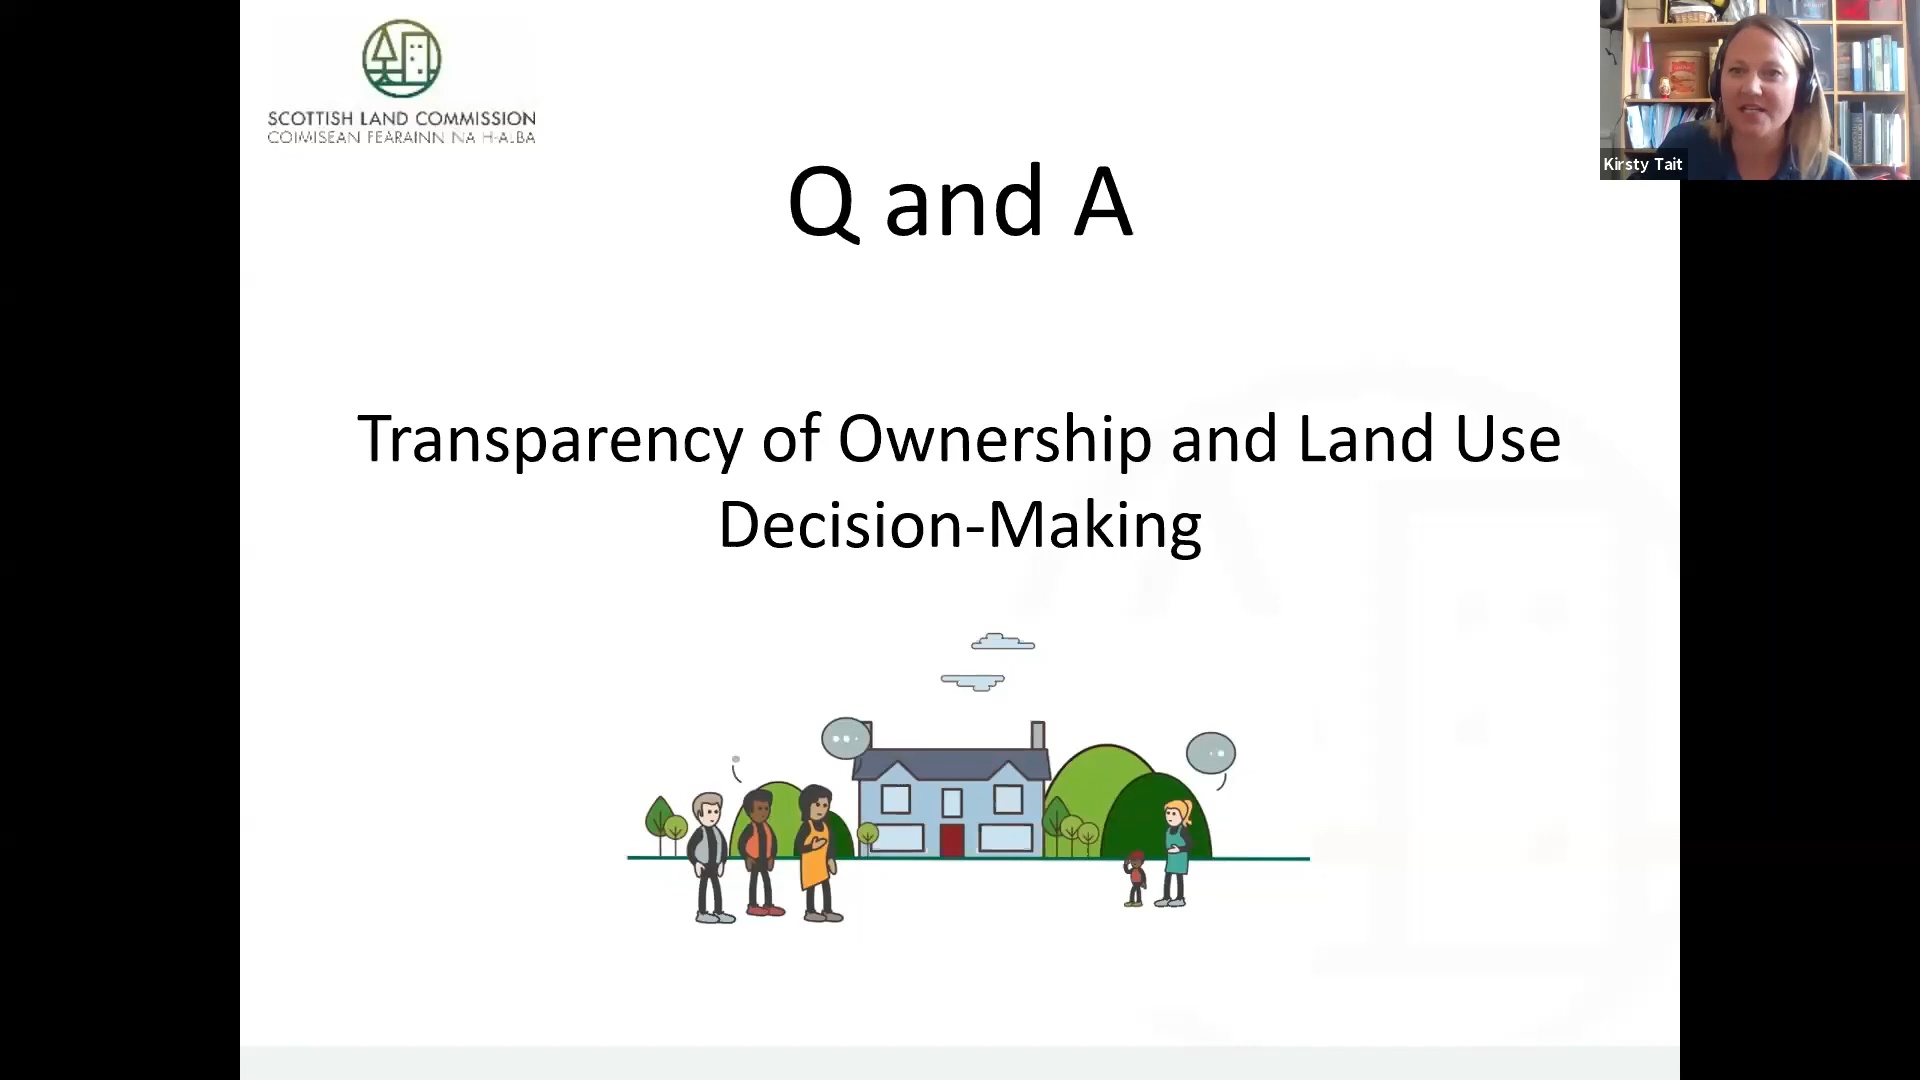 SCOTTISH LAND COMMISSION
COIMISEAN FEARAINN NA H-ALBA
Kirsty Tait
Q and A
Transparency of Ownership and Land Use
Decision-Making